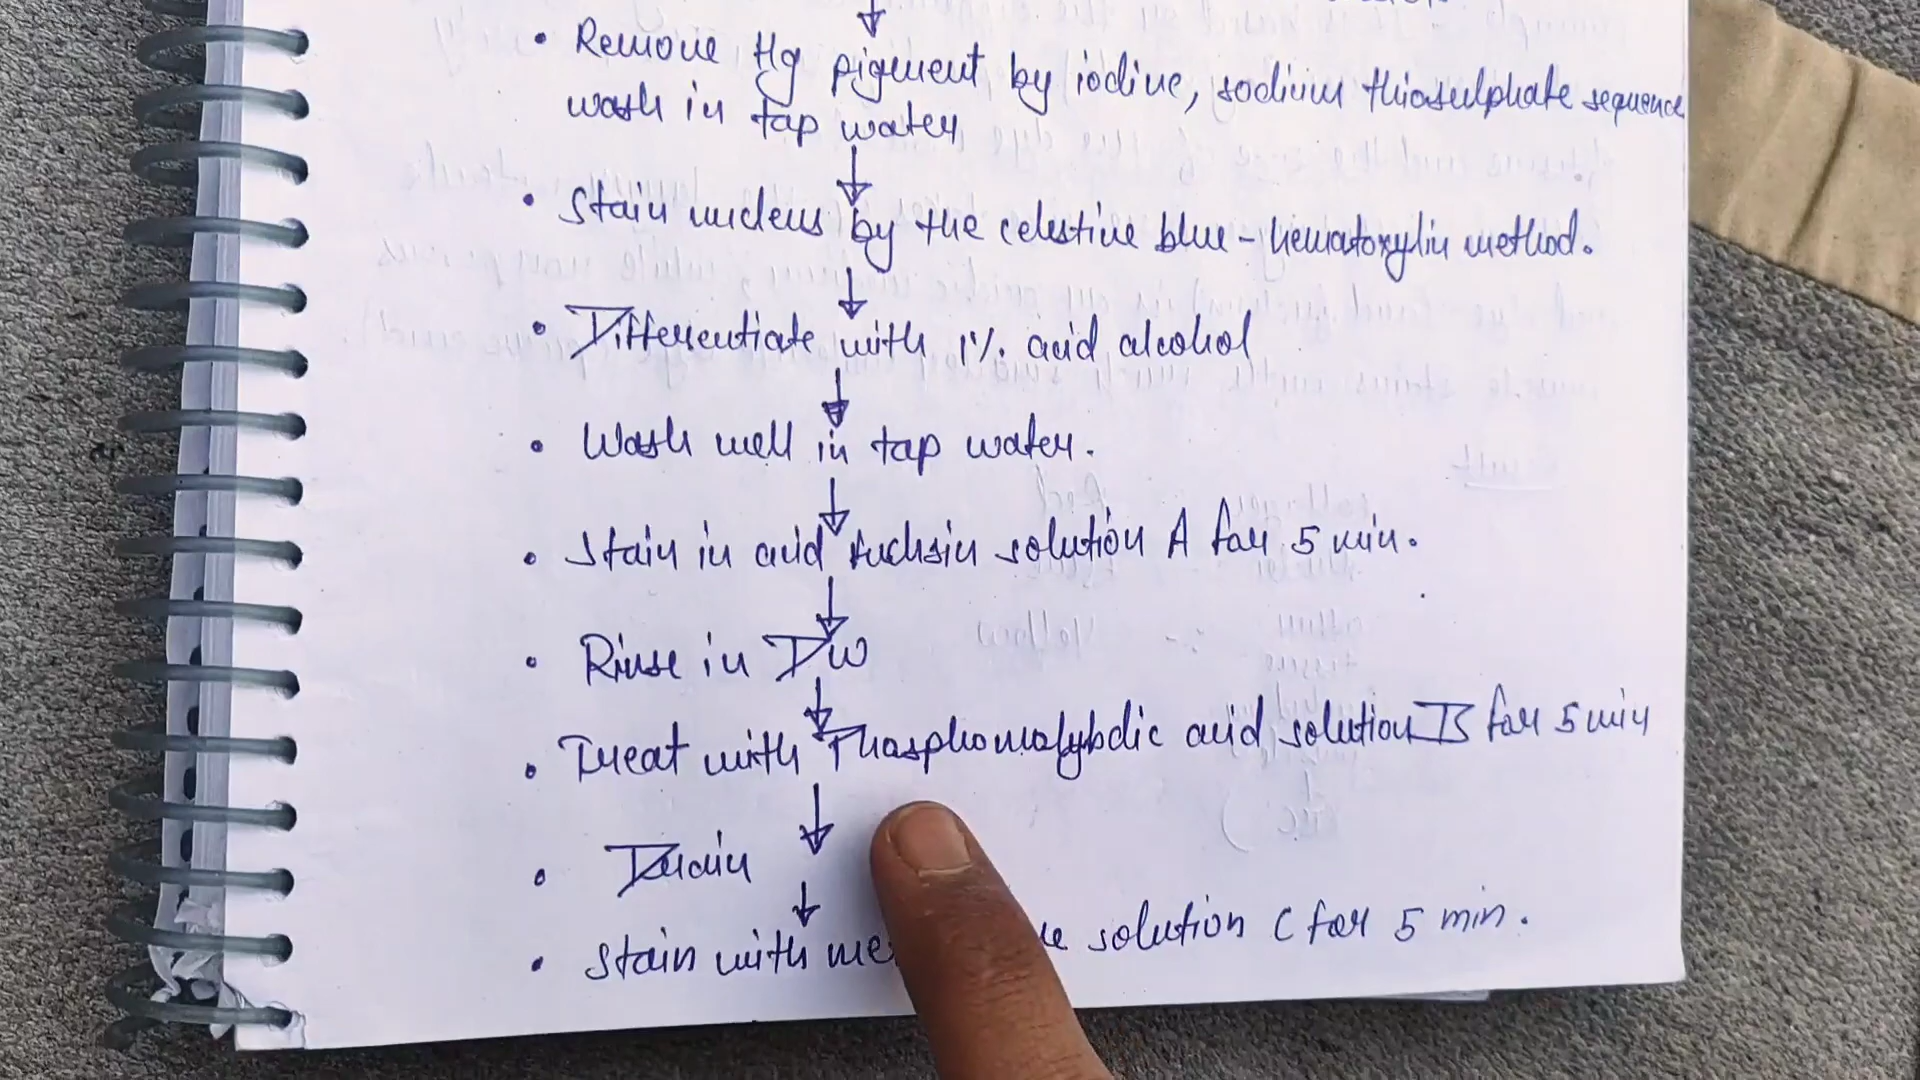 • Remove Hg pigment by iodine, sodium thiosulphate sequence
wash in tap water
• Stain nucleus by the celestine blue - hematoxylin method.
• Differentiate with 1% acid alcohol
• Wash well in tap water.
• Stain in acid fuchsin solution A for 5 min.
• Rinse in DW
• Treat with Phosphomolybdic acid solution B for 5 min
• Drain
• Stain with solution C for 5 min.